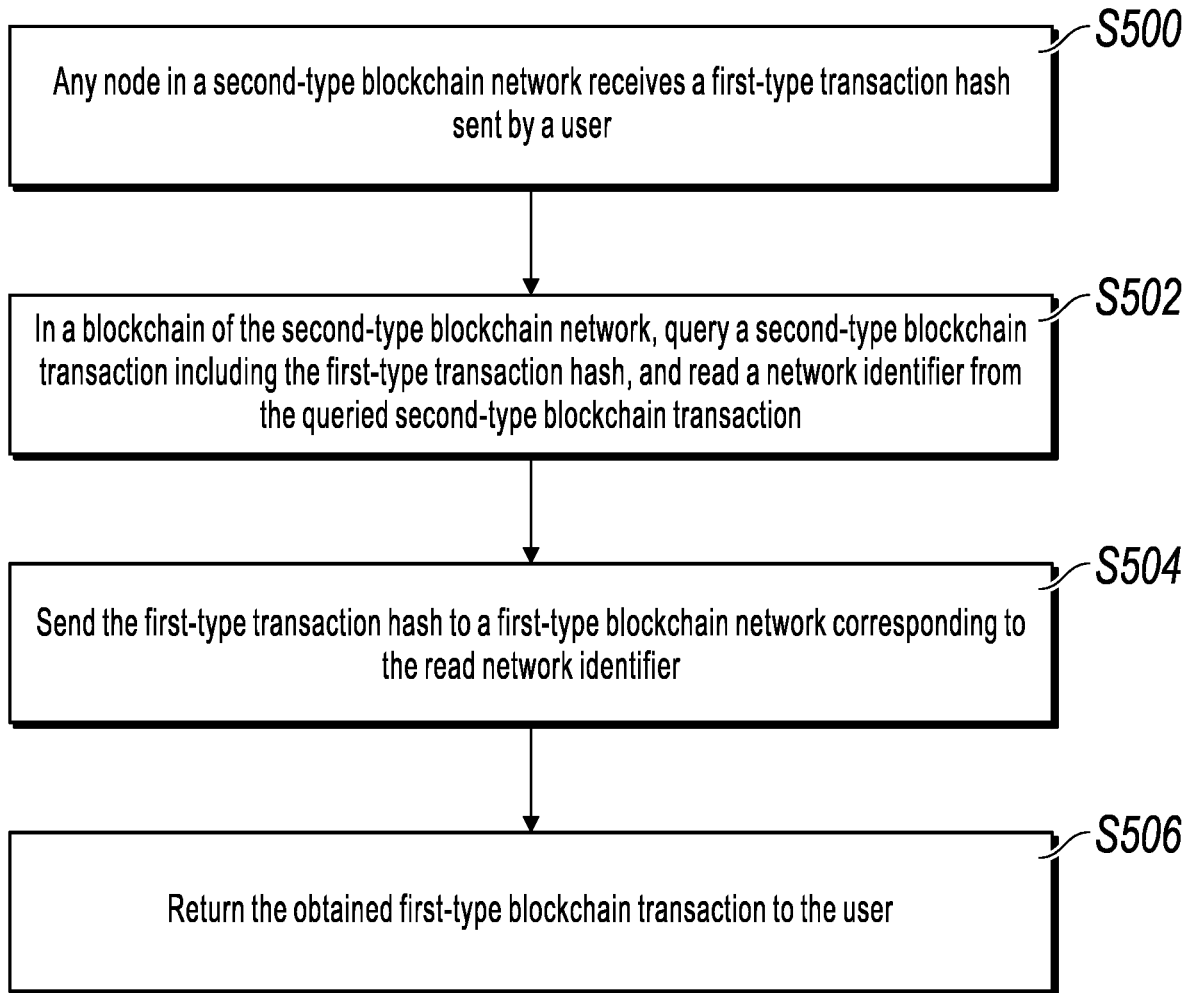 S500
Any node in a second-type blockchain network receives a first-type transaction hash
sent by a user
S502
In a blockchain of the second-type blockchain network, query a second-type blockchain
transaction including the first-type transaction hash, and read a network identifier from
the queried second-type blockchain transaction
S504
Send the first-type transaction hash to a first-type blockchain network corresponding to
the read network identifier
S506
Return the obtained first-type blockchain transaction to the user